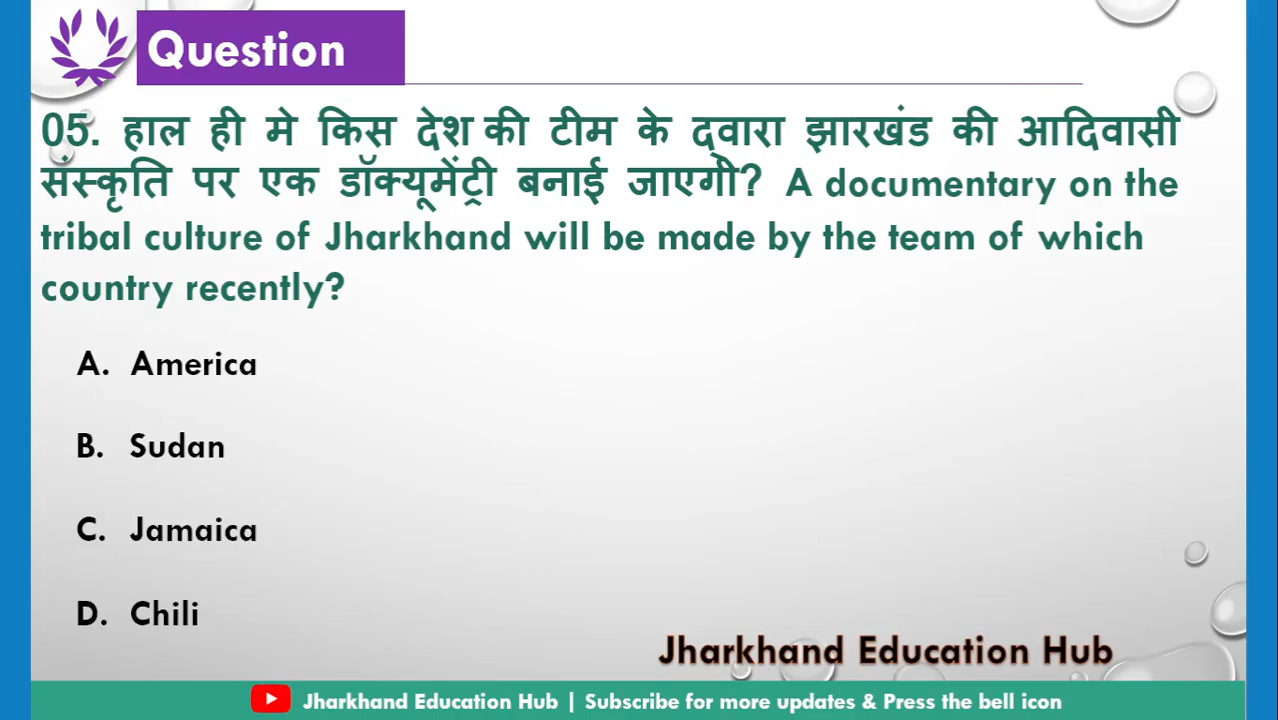 Question
05. हाल ही मे किस देश की टीम के द्वारा झारखंड की आदिवासी
संस्कृति पर एक डॉक्यूमेंट्री बनाई जाएगी? A documentary on the
tribal culture of Jharkhand will be made by the team of which
country recently?
A. America
B. Sudan
C. Jamaica
D. Chili
Jharkhand Education Hub
Jharkhand Education Hub | Subscribe for more updates & Press the bell icon